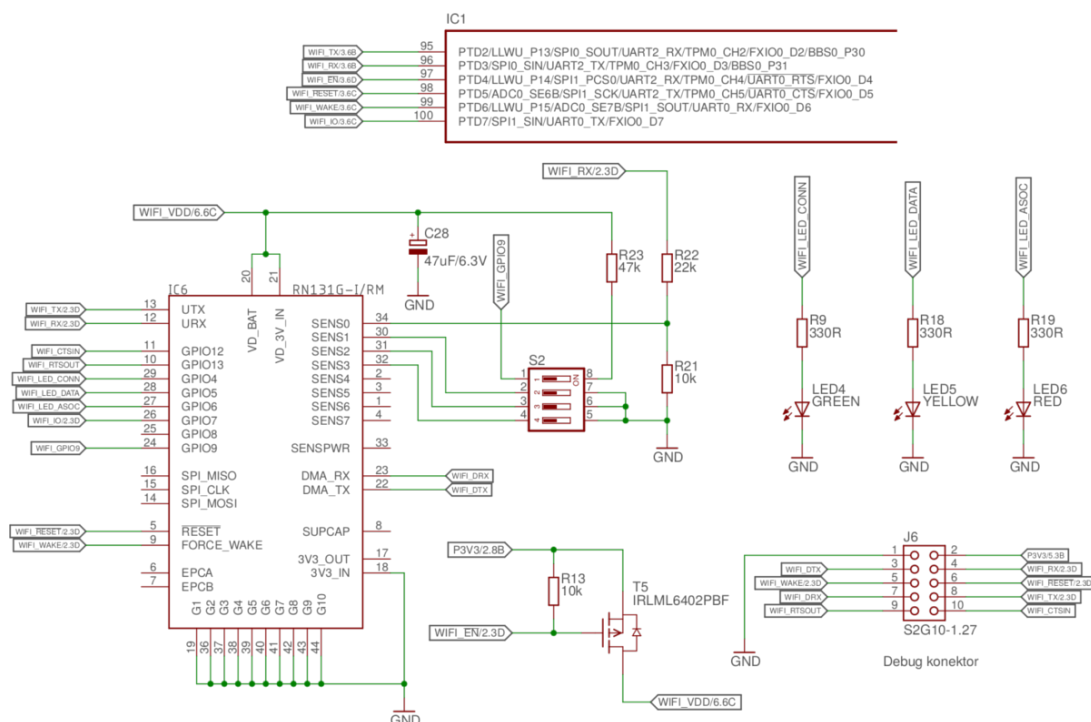 IC1
WIFI_TX/3.6B 95 PTD2/LLWU_P13/SPI0_SOUT/UART2_RX/TPM0_CH2/FXIO0_D2/BBS0_P30
WIFI_RX/3.6B 96 PTD3/SPI0_SIN/UART2_TX/TPM0_CH3/FXIO0_D3/BBS0_P31
WIFI_EN/3.6D 97 PTD4/LLWU_P14/SPI1_PCS0/UART2_RX/TPM0_CH4/UART0_RTS/FXIO0_D4
WIFI_RESET/3.6C 98 PTD5/ADC0_SE6B/SPI1_SCK/UART2_TX/TPM0_CH5/UART0_CTS/FXIO0_D5
WIFI_WAKE/3.6C 99 PTD6/LLWU_P15/ADC0_SE7B/SPI1_SOUT/UART0_RX/FXIO0_D6
WIFI_IO/3.6C 100 PTD7/SPI1_SIN/UART0_TX/FXIO0_D7
WIFI_RX/2.3D
WIFI_VDD/6.6C
+
C28
47uF/6.3V
GND
WIFI_GPIO9
R23
47k
R22
22k
R21
10k
GND
S2
ON
1 1 8
2 2 7
3 3 6
4 4 5
IC6
RN131G-I/RM
20 21
VD_BAT
VD_3V_IN
WIFI_TX/2.3D 13 UTX
WIFI_RX/2.3D 12 URX
WIFI_CTSIN 11 GPIO12
WIFI_RTSOUT 10 GPIO13
WIFI_LED_CONN 29 GPIO4
WIFI_LED_DATA 28 GPIO5
WIFI_LED_ASOC 27 GPIO6
WIFI_IO/2.3D 26 GPIO7
25 GPIO8
WIFI_GPIO9 24 GPIO9
16 SPI_MISO
15 SPI_CLK
14 SPI_MOSI
WIFI_RESET/2.3D 5 RESET
WIFI_WAKE/2.3D 9 FORCE_WAKE
6 EPCA
7 EPCB
SENS0 34
SENS1 30
SENS2 31
SENS3 32
SENS4 2
SENS5 3
SENS6 1
SENS7 4
SENSPWR 33
DMA_RX 23 WIFI_DRX
DMA_TX 22 WIFI_DTX
SUPCAP 8
3V3_OUT 17
3V3_IN 18
G1 G2 G3 G4 G5 G6 G7 G8 G9 G10
19 36 37 38 39 40 41 42 43 44
GND
P3V3/2.8B
R13
10k
T5
IRLML6402PBF
WIFI_EN/2.3D
WIFI_VDD/6.6C
WIFI_LED_CONN
R9
330R
LED4
GREEN
GND
WIFI_LED_DATA
R18
330R
LED5
YELLOW
GND
WIFI_LED_ASOC
R19
330R
LED6
RED
GND
J6
1 2 P3V3/5.3B
WIFI_DTX 3 4 WIFI_RX/2.3D
WIFI_WAKE/2.3D 5 6 WIFI_RESET/2.3D
WIFI_DRX 7 8 WIFI_TX/2.3D
WIFI_RTSOUT 9 10 WIFI_CTSIN
S2G10-1.27
GND
Debug konektor